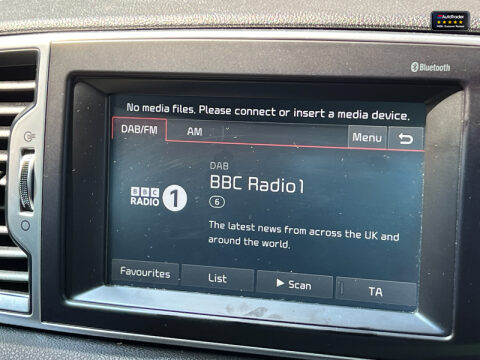 AutoTrader
Bluetooth
No media files. Please connect or insert a media device.
DAB/FM AM Menu
DAB
BBC Radio1
BBC
RADIO 1
6
The latest news from across the UK and
around the world.
Favourites List Scan TA